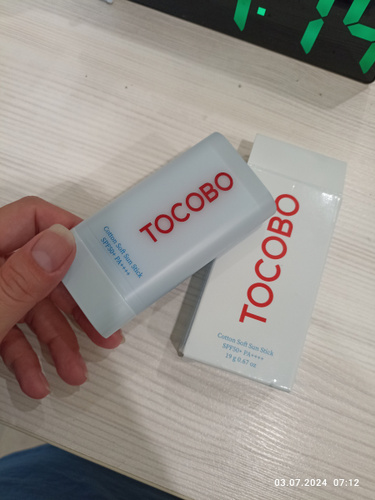 TOCOBO
Cotton Soft Sun Stick
SPF50+ PA++++
TOCOBO
Cotton Soft Sun Stick
SPF50+ PA++++
19 g 0.67 oz
03.07.2024 07:12